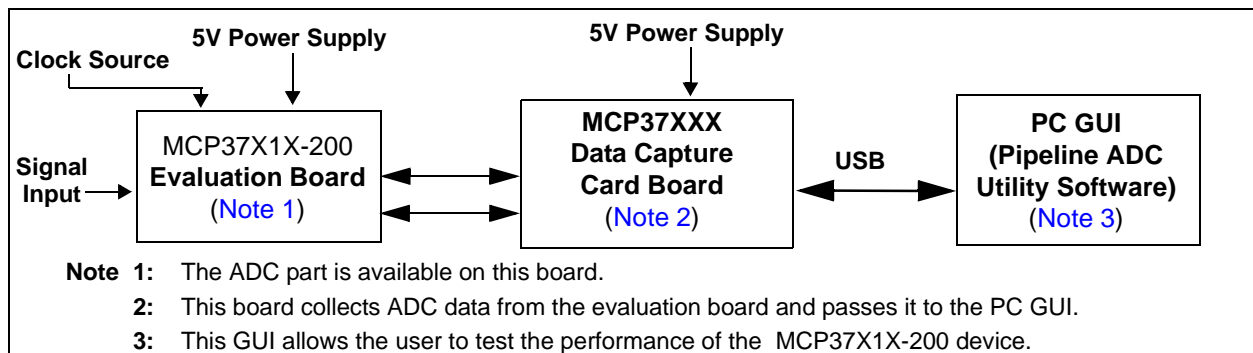 5V Power Supply
5V Power Supply
Clock Source
Signal
Input
MCP37X1X-200
Evaluation Board
(Note 1)
MCP37XXX
Data Capture
Card Board
(Note 2)
USB
PC GUI
(Pipeline ADC
Utility Software)
(Note 3)
Note 1: The ADC part is available on this board.
2: This board collects ADC data from the evaluation board and passes it to the PC GUI.
3: This GUI allows the user to test the performance of the MCP37X1X-200 device.